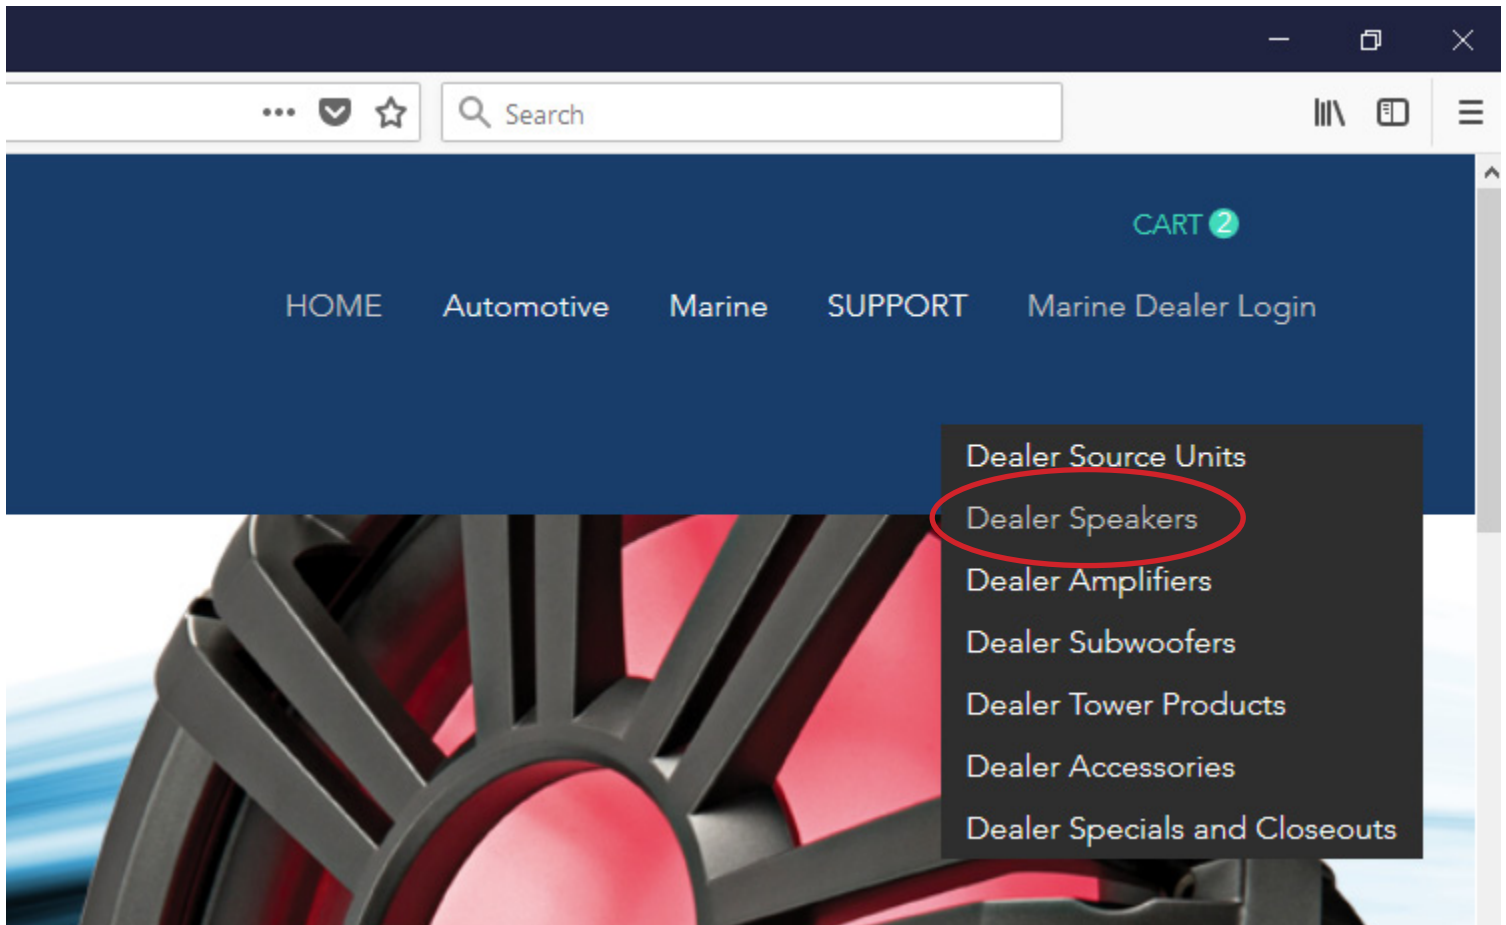 Search
CART 2
HOME Automotive Marine SUPPORT Marine Dealer Login
Dealer Source Units
Dealer Speakers
Dealer Amplifiers
Dealer Subwoofers
Dealer Tower Products
Dealer Accessories
Dealer Specials and Closeouts